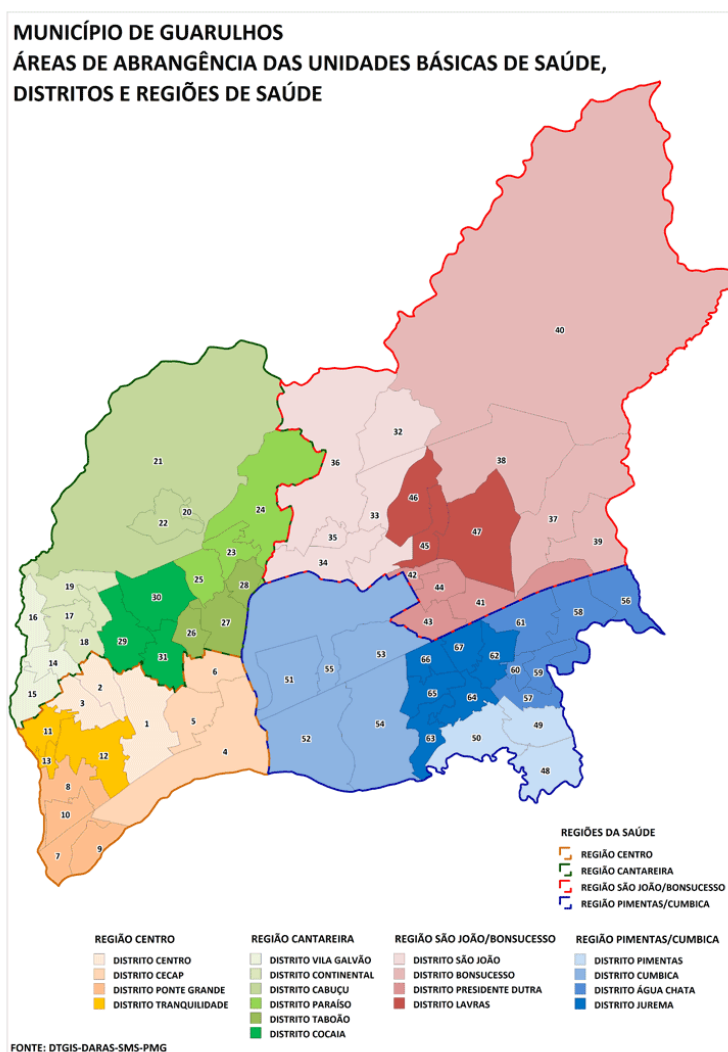 MUNICÍPIO DE GUARULHOS
ÁREAS DE ABRANGÊNCIA DAS UNIDADES BÁSICAS DE SAÚDE,
DISTRITOS E REGIÕES DE SAÚDE
40
32
36
38
21
46
24
20
47
33
22
37
35
23
45
39
34
42
19
25
28
44
30
56
16
41
58
17
27
43
61
26
29
18
53
67
31
66
62
14
6
55
60
59
51
2
15
65
64
57
3
1
5
54
49
11
52
63
50
12
4
13
48
8
10
9
7
REGIÕES DA SAÚDE
REGIÃO CENTRO
REGIÃO CANTAREIRA
REGIÃO SÃO JOÃO/BONSUCESSO
REGIÃO PIMENTAS/CUMBICA
REGIÃO CENTRO
DISTRITO CENTRO
DISTRITO CECAP
DISTRITO PONTE GRANDE
DISTRITO TRANQUILIDADE
REGIÃO CANTAREIRA
DISTRITO VILA GALVÃO
DISTRITO CONTINENTAL
DISTRITO CABUÇU
DISTRITO PARAÍSO
DISTRITO TABOÃO
DISTRITO COCAIA
REGIÃO SÃO JOÃO/BONSUCESSO
DISTRITO SÃO JOÃO
DISTRITO BONSUCESSO
DISTRITO PRESIDENTE DUTRA
DISTRITO LAVRAS
REGIÃO PIMENTAS/CUMBICA
DISTRITO PIMENTAS
DISTRITO CUMBICA
DISTRITO ÁGUA CHATA
DISTRITO JUREMA
FONTE: DTGIS-DARAS-SMS-PMG